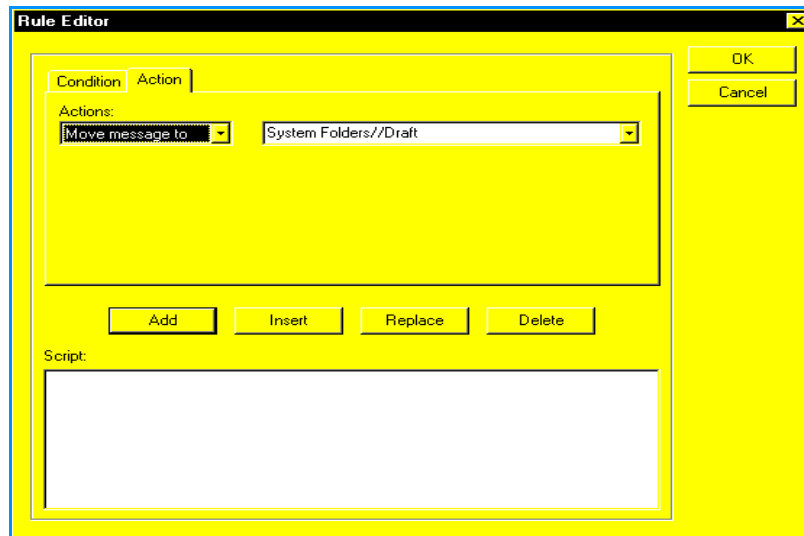 Rule Editor
OK
Cancel
Condition Action
Actions:
Move message to System Folders//Draft
Add Insert Replace Delete
Script: